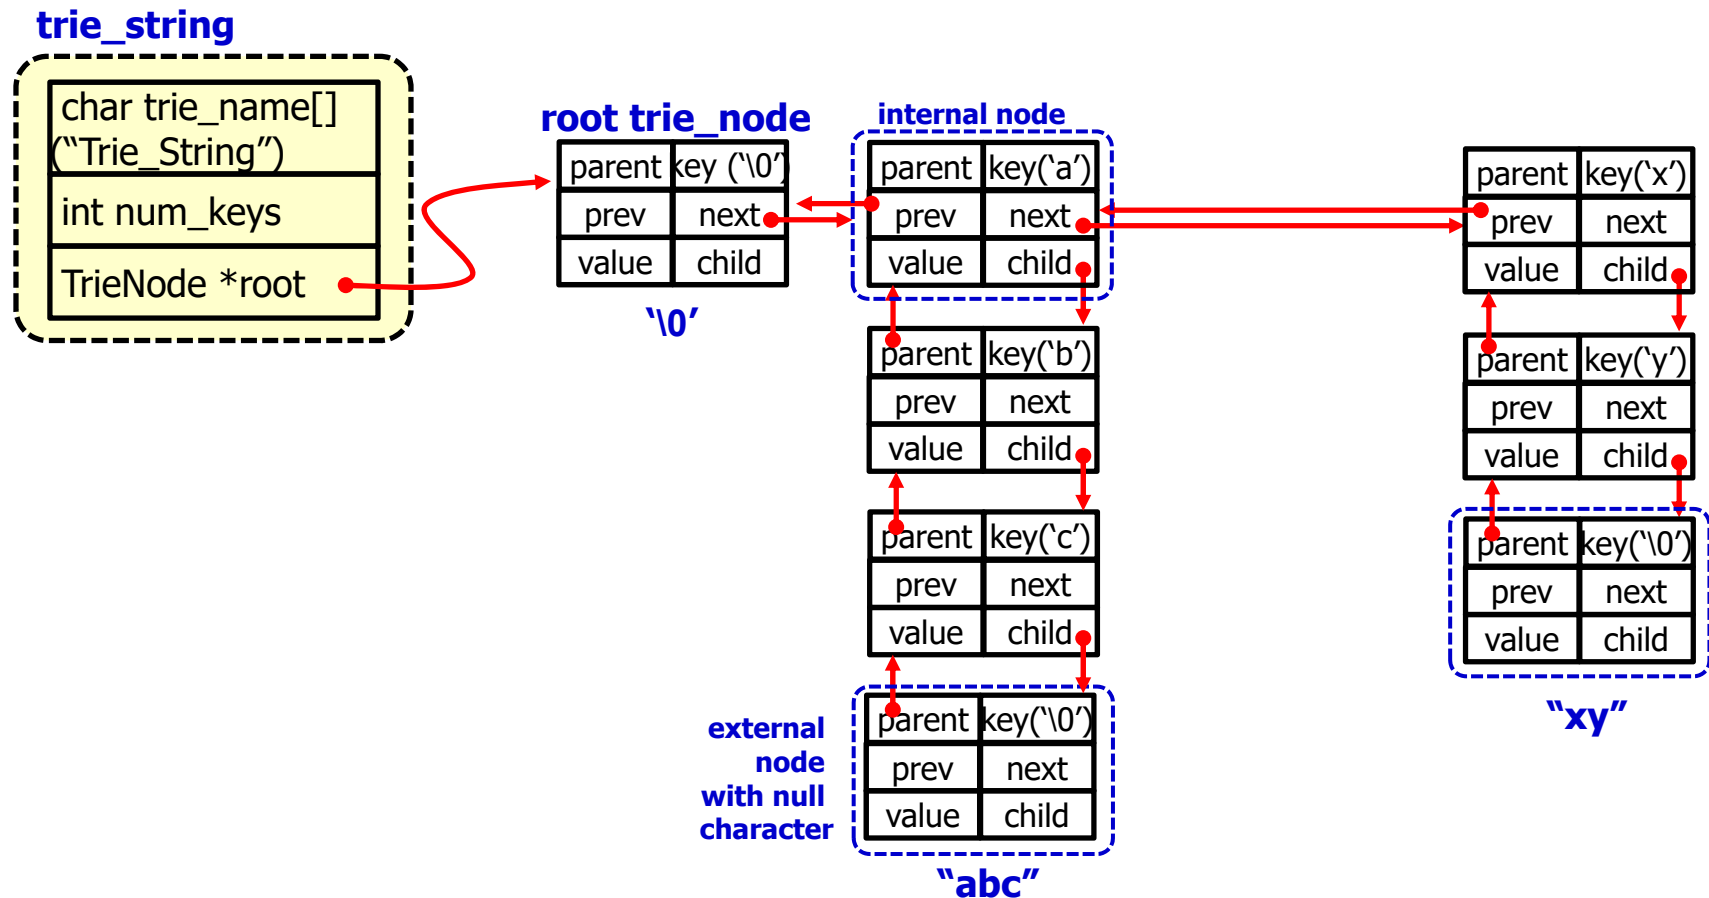 trie_string
char trie_name[]
(“Trie_String”)
int num_keys
TrieNode *root
root trie_node
parent key (‘\0’)
prev next
value child
‘\0’
internal node
parent key(‘a’)
prev next
value child
parent key(‘b’)
prev next
value child
parent key(‘c’)
prev next
value child
external
node
with null
character
parent key(‘\0’)
prev next
value child
“abc”
parent key(‘x’)
prev next
value child
parent key(‘y’)
prev next
value child
parent key(‘\0’)
prev next
value child
“xy”